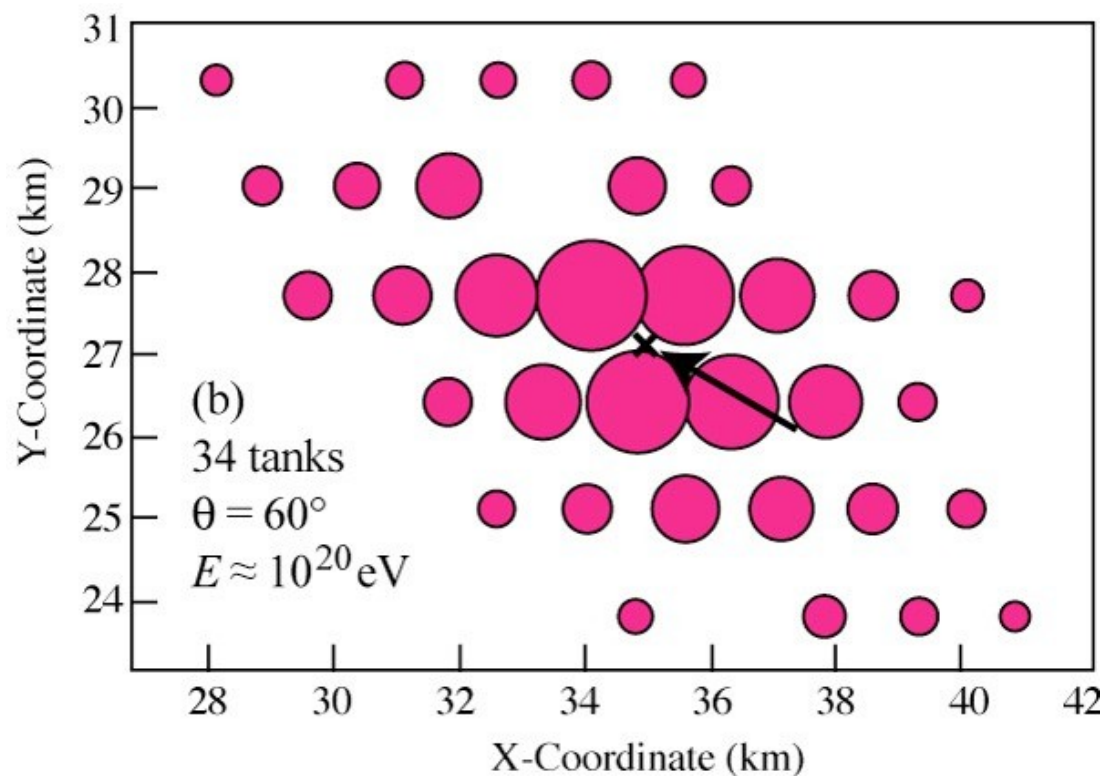 31
30
29
28
27
26
25
24
Y-Coordinate (km)
(b)
34 tanks
θ = 60°
E ≈ 10²⁰ eV
28 30 32 34 36 38 40 42
X-Coordinate (km)